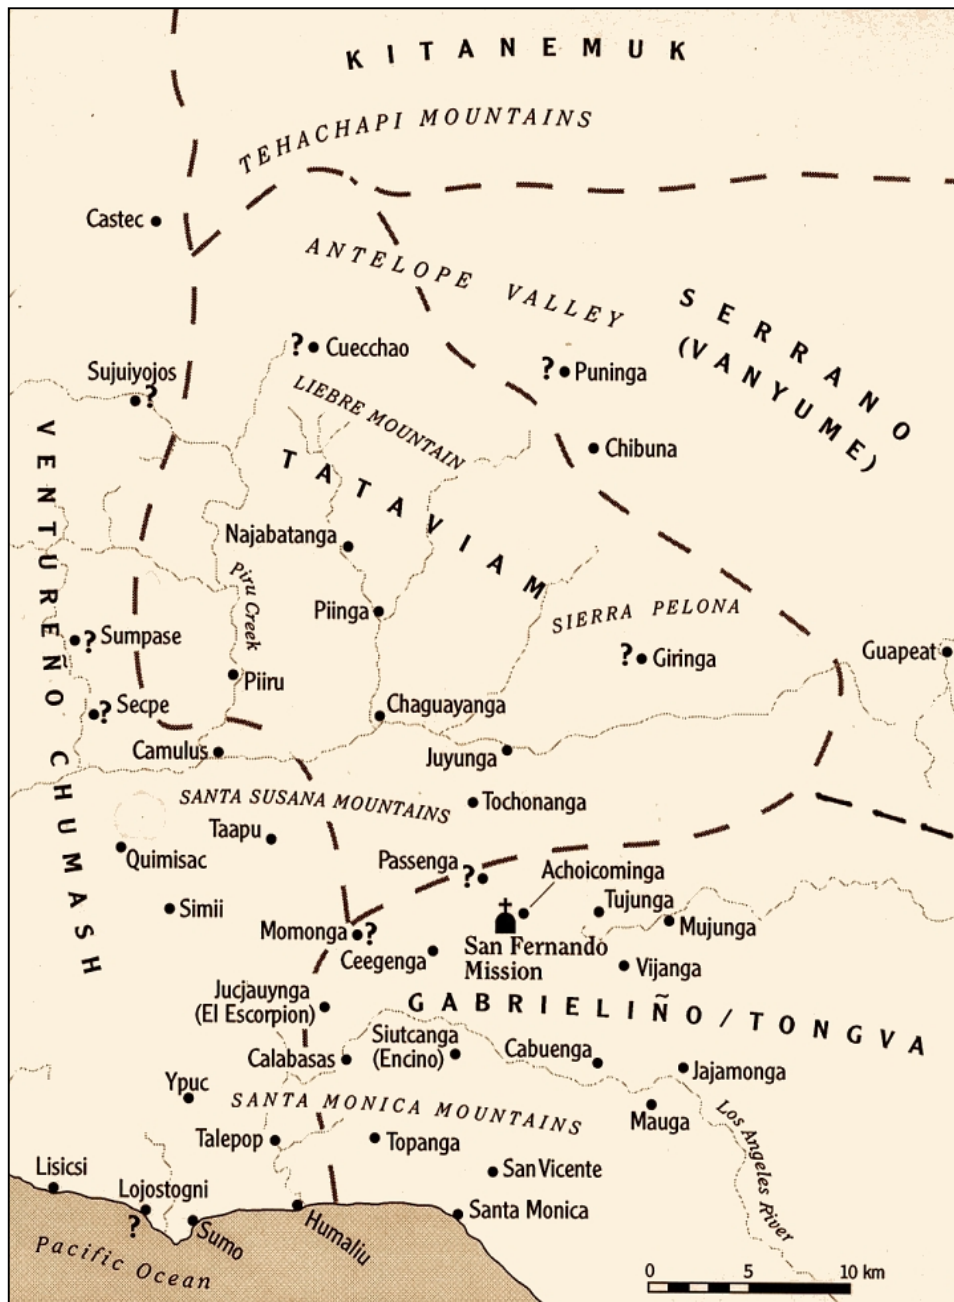 KITANEMUK
TEHACHAPI MOUNTAINS
Castec
ANTELOPE VALLEY
SERRANO
(VANYUME)
? Cuecchao
Sujuiyojos
?
? Puninga
LIEBRE MOUNTAIN
Chibuna
VENTUREÑO CHUMASH
TATAVIAM
Najabatanga
Piru Creek
Piinga
SIERRA PELONA
? Sumpase
? Giringa
Guapeat
Piiru
? Secpe
Chaguayanga
Camulus
Juyunga
SANTA SUSANA MOUNTAINS
Tochonanga
Taapu
Quimisac
Passenga
?
Achoicominga
Tujunga
Simii
Mujunga
Momonga ?
San Fernando
Mission
Ceegenga
Vijanga
Jucjauynga
(El Escorpion)
GABRIELIÑO/TONGVA
Siutcanga
(Encino)
Calabasas
Cabuenga
Jajamonga
Ypuc
SANTA MONICA MOUNTAINS
Mauga
Los Angeles River
Talepop
Topanga
San Vicente
Lisicsi
Lojostogni
?
Sumo
Humaliu
Santa Monica
Pacific Ocean
0 5 10 km